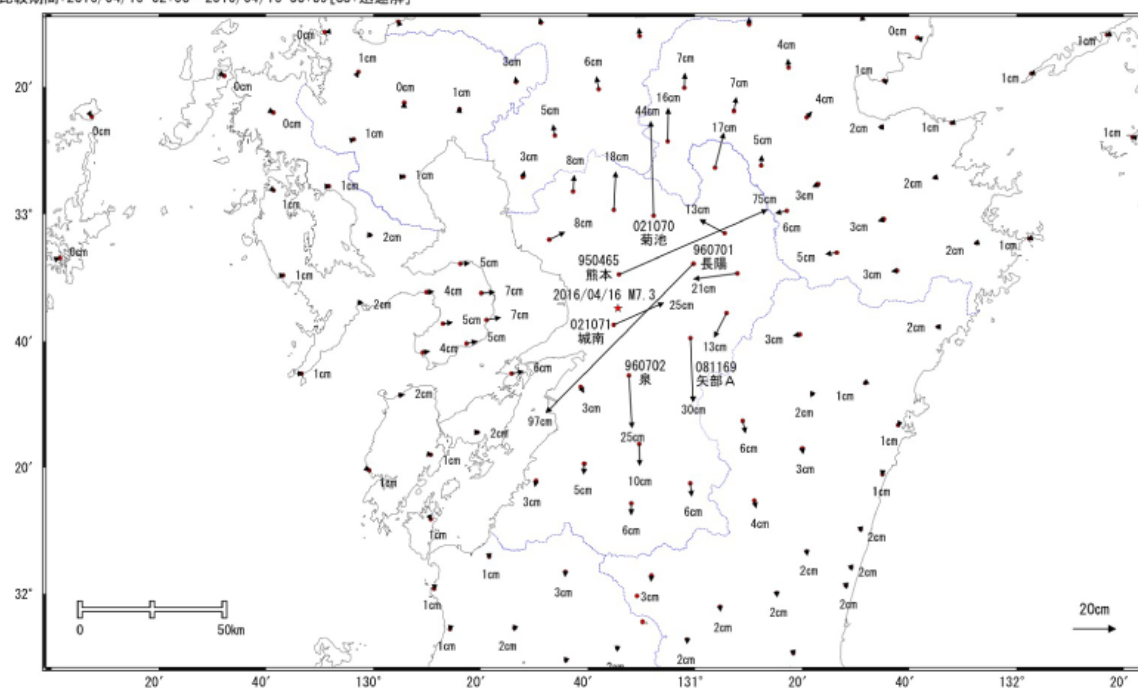 0cm
1cm
3cm
6cm
7cm
4cm
0cm
1cm
1cm
1cm
20′
0cm
0cm
1cm
7cm
16cm
44cm
4cm
0cm
0cm
1cm
5cm
17cm
5cm
2cm
1cm
1cm
1cm
1cm
1cm
3cm
8cm
18cm
75cm
3cm
2cm
33°
2cm
8cm
021070
菊池
13cm
6cm
3cm
1cm
0cm
1cm
5cm
950465
熊本
960701
長陽
5cm
3cm
2cm
4cm
7cm
2016/04/16 M7.3
21cm
25cm
5cm
7cm
021071
城南
2cm
40′
4cm
5cm
13cm
3cm
1cm
6cm
960702
泉
081169
矢部A
2cm
97cm
3cm
30cm
2cm
1cm
2cm
25cm
6cm
1cm
1cm
20′
1cm
3cm
5cm
10cm
3cm
1cm
1cm
6cm
6cm
4cm
2cm
1cm
3cm
3cm
2cm
2cm
32°
1cm
2cm
2cm
2cm
20cm
0
50km
1cm
2cm
2cm
20′
40′
130°
20′
40′
131°
20′
40′
132°
20′